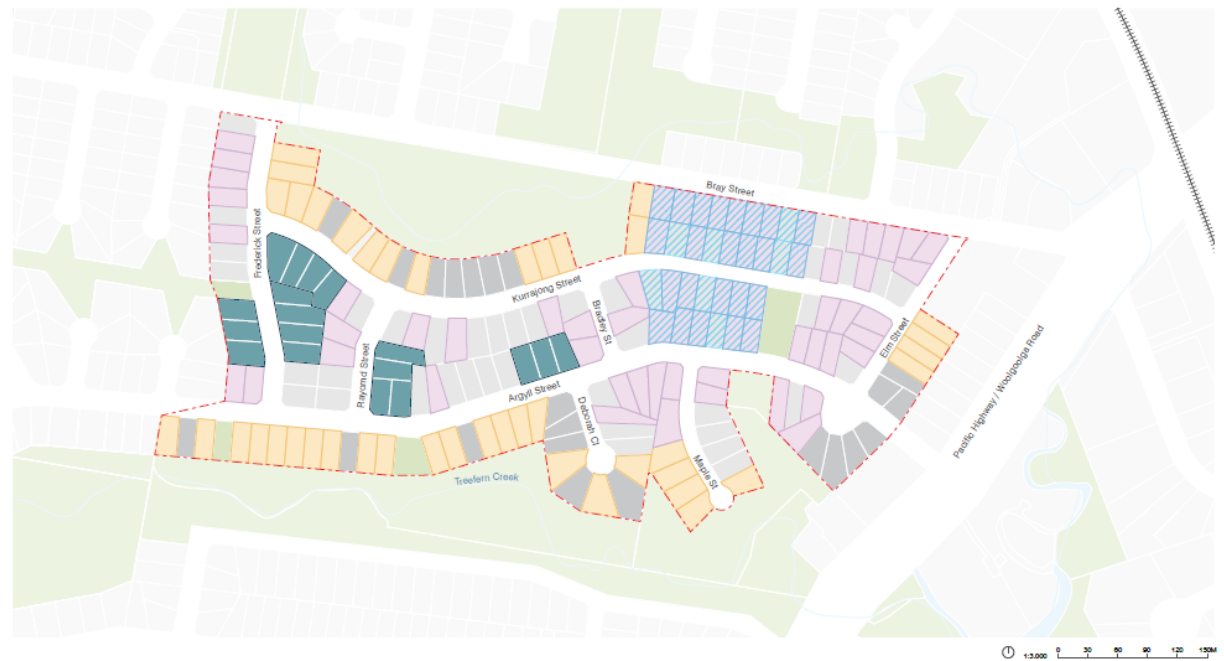 Bray Street
Frederick Street
Kurrajong Street
Bradley St
Elm Street
Rayomd Street
Argyll Street
Deborah Cl
Maple St
Pacific Highway / Woolgoolga Road
Treefern Creek
1:3,000 0 30 60 90 120 150M